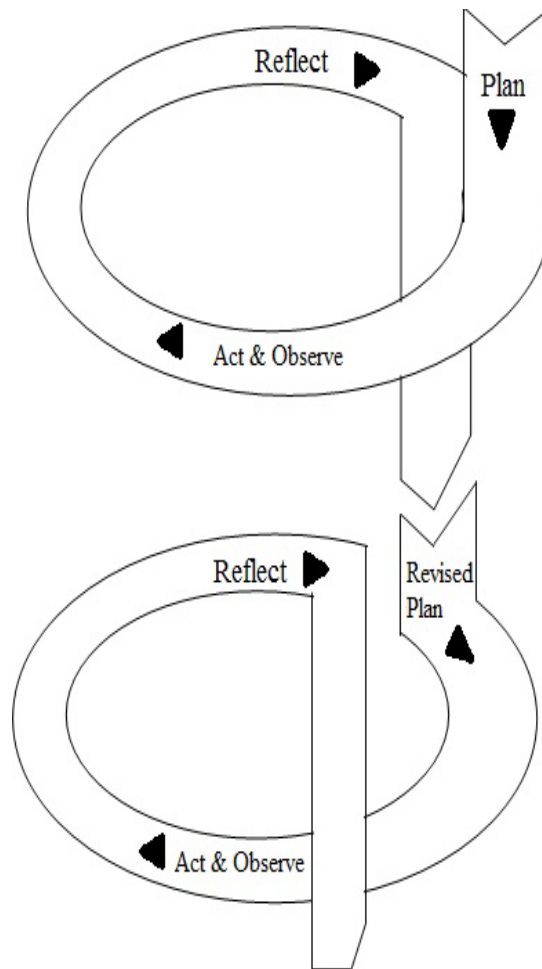 Reflect
Plan
Act & Observe
Reflect
Revised
Plan
Act & Observe